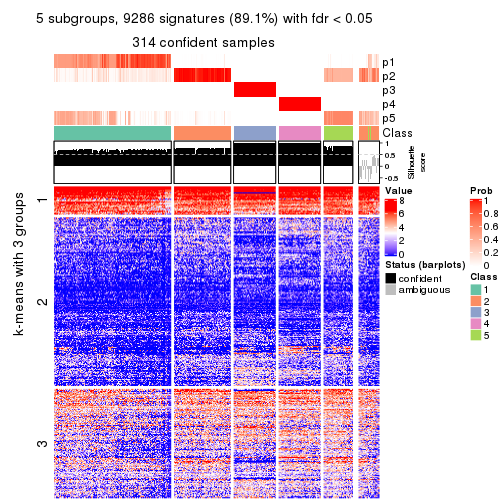 5 subgroups, 9286 signatures (89.1%) with fdr < 0.05
314 confident samples
p1
p2
p3
p4
p5
Class
1
0.5
0
-0.5
Silhouette
score
k-means with 3 groups
1
2
3
Value
8
6
4
2
0
Status (barplots)
confident
ambiguous
Prob
1
0.8
0.6
0.4
0.2
0
Class
1
2
3
4
5